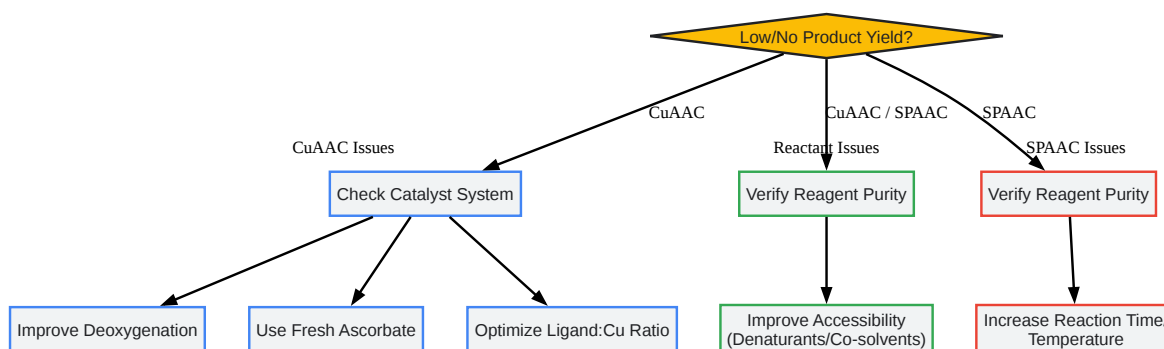 Low/No Product Yield?
CuAAC
CuAAC / SPAAC
SPAAC
CuAAC Issues
Reactant Issues
SPAAC Issues
Check Catalyst System
Verify Reagent Purity
Verify Reagent Purity
Improve Deoxygenation
Use Fresh Ascorbate
Optimize Ligand:Cu Ratio
Improve Accessibility
(Denaturants/Co-solvents)
Increase Reaction Time/
Temperature